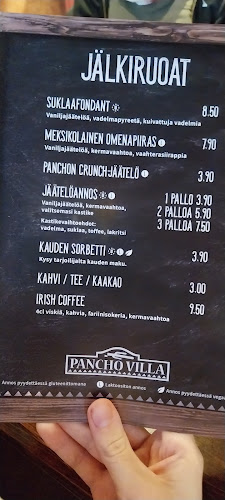 JÄLKIRUOAT
SUKLAAFONDANT 8.50
Vaniljajäätelöä, vadelmapyreetä, kuivattuja vadelmia
MEKSIKOLAINEN OMENAPIIRAS 7.90
Vaniljajäätelöä, kermavaahtoa, vaahterasiirappia
PANCHON CRUNCH-JÄÄTELÖ 3.90
JÄÄTELÖANNOS 1 PALLO 3.90
Vaniljajäätelöä, kermavaahtoa, 2 PALLOA 5.90
valitsemasi kastike 3 PALLOA 7.50
Kastikevaihtoehdot:
vadelma, suklaa, toffee, lakritsi
KAUDEN SORBETTI 3.90
Kysy tarjoilijalta kauden maku.
KAHVI / TEE / KAAKAO 3.00
IRISH COFFEE 9.50
4cl viskiä, kahvia, fariinisokeria, kermavaahtoa
PANCHO VILLA
Annos pyydettäessä gluteenittomana L Laktoositon annos Annos pyydettäessä